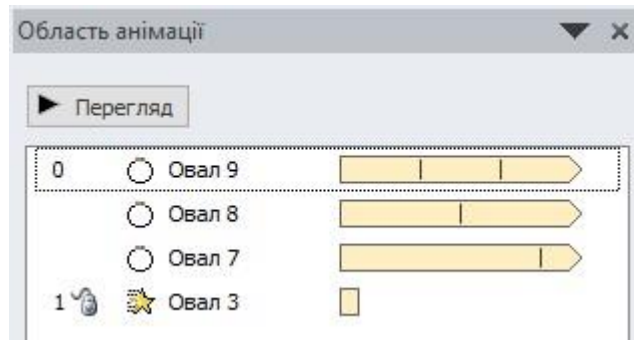 Область анімації
Перегляд
0 Овал 9
Овал 8
Овал 7
1 Овал 3